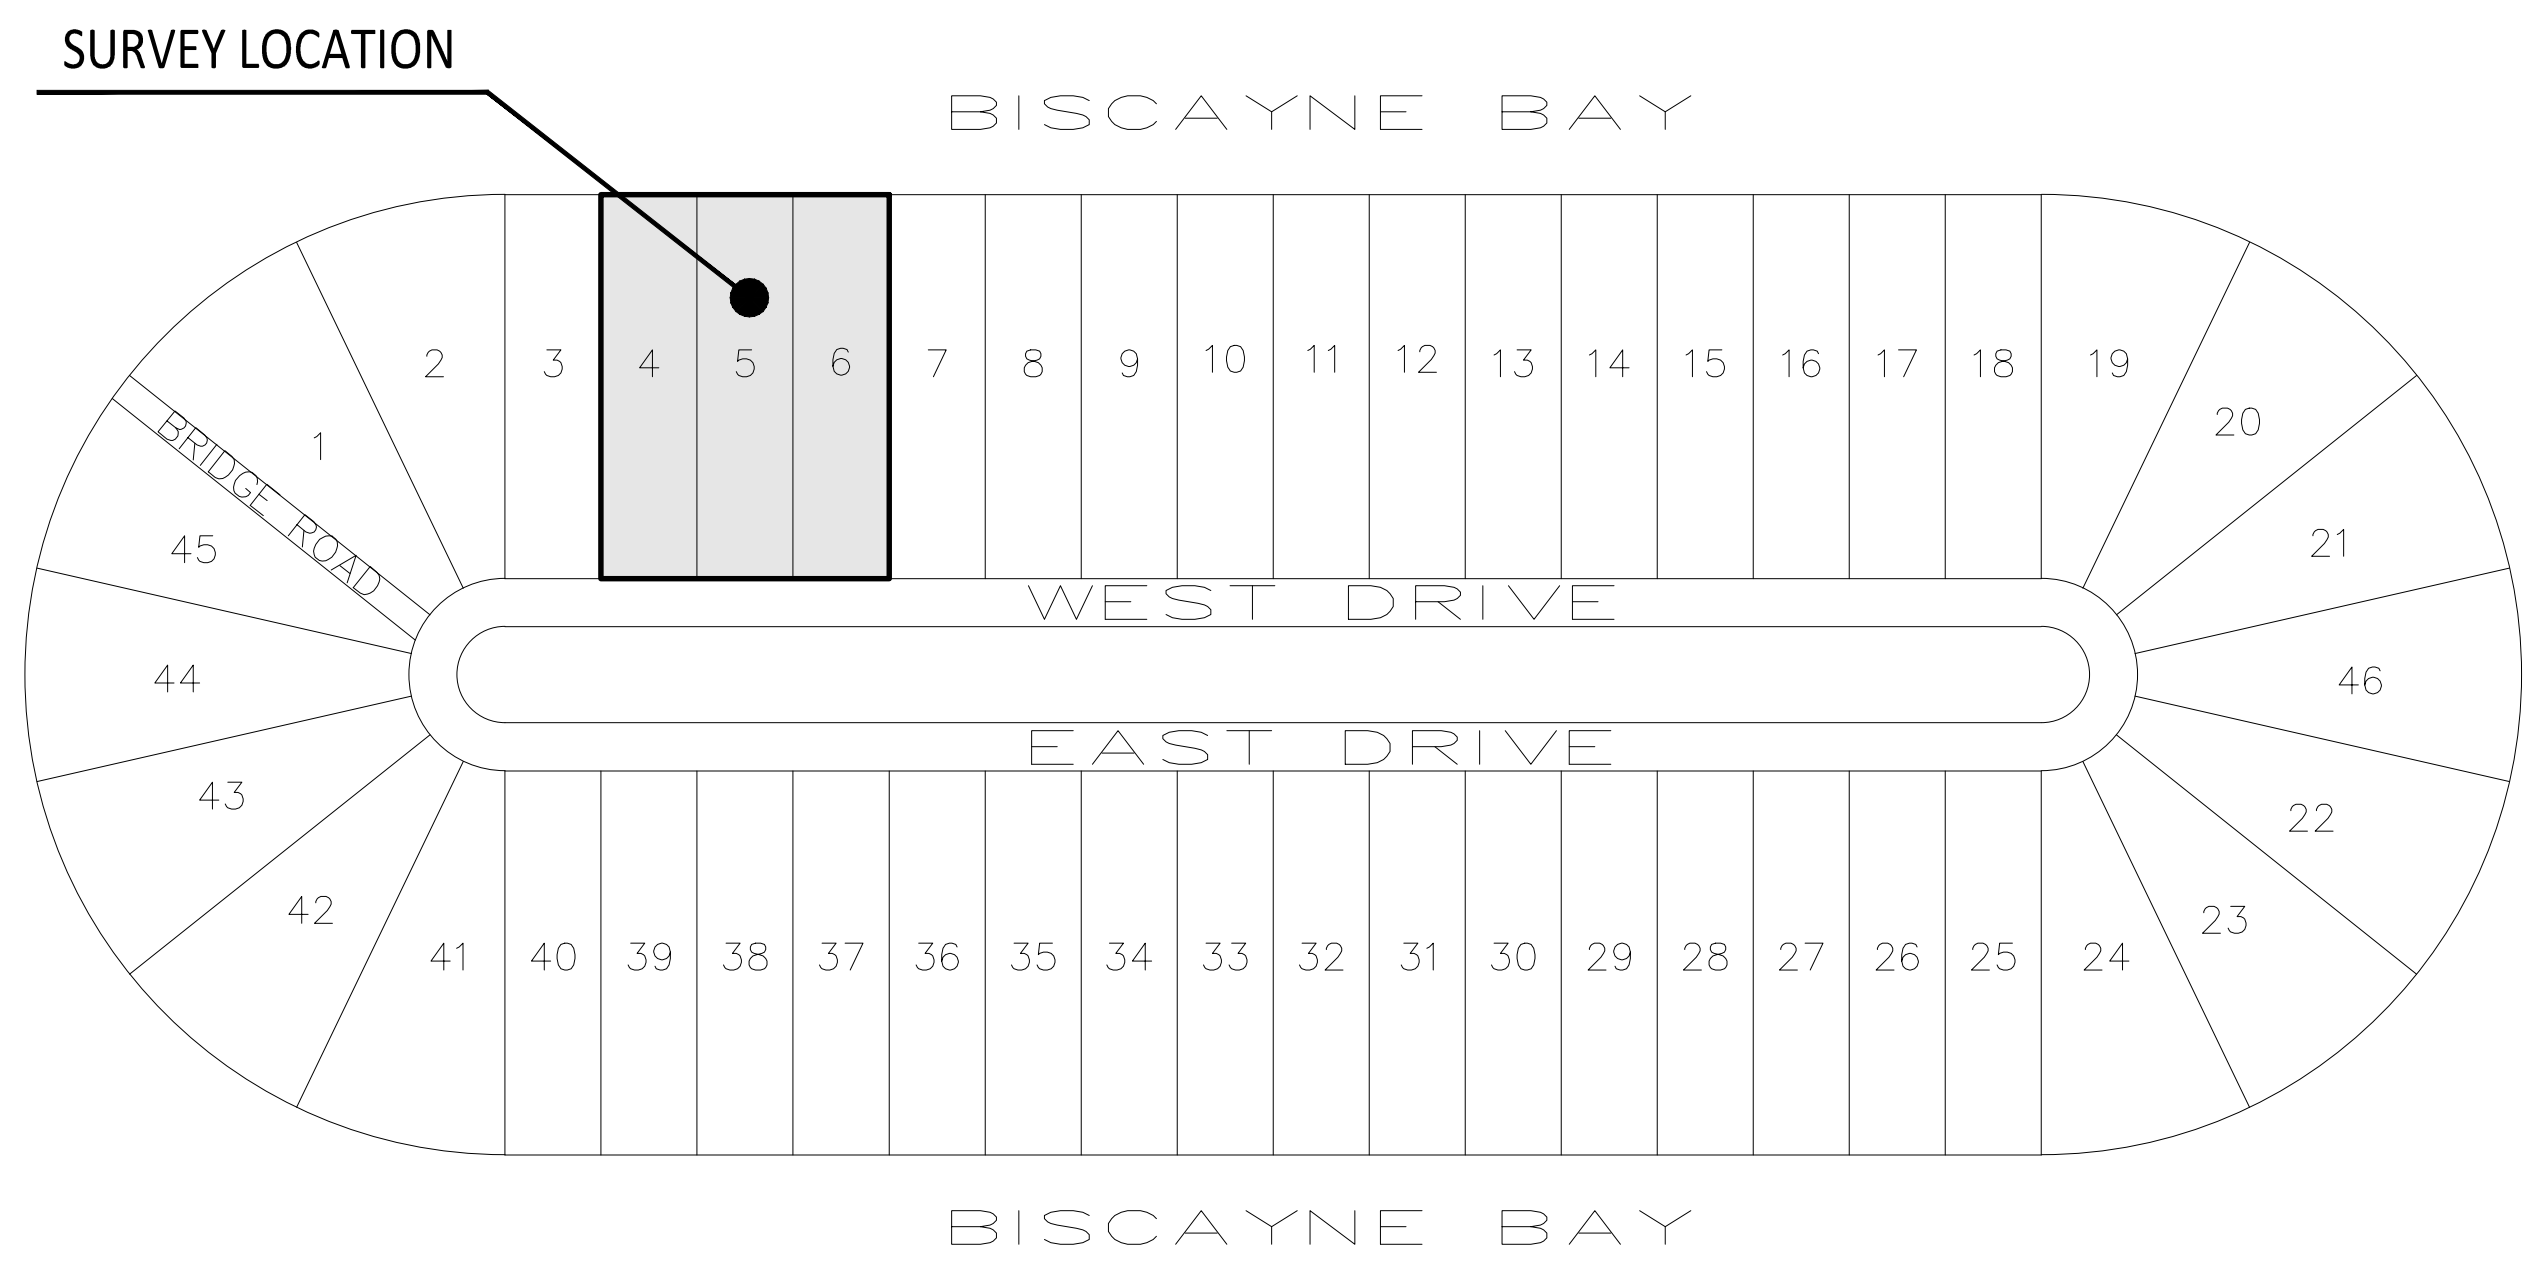 SURVEY LOCATION
BISCAYNE BAY
2 3 4 5 6 7 8 9 10 11 12 13 14 15 16 17 18 19
20
1
BRIDGE ROAD
45
21
WEST DRIVE
44
46
EAST DRIVE
43
22
42
23
41 40 39 38 37 36 35 34 33 32 31 30 29 28 27 26 25 24
BISCAYNE BAY